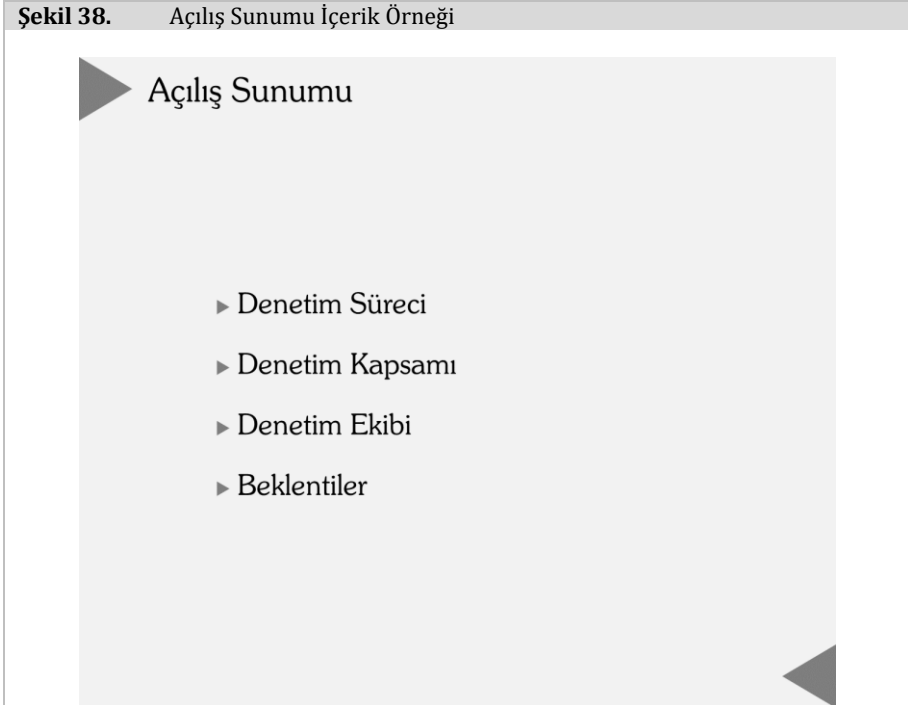 Şekil 38. Açılış Sunumu İçerik Örneği
Açılış Sunumu
Denetim Süreci
Denetim Kapsamı
Denetim Ekibi
Beklentiler